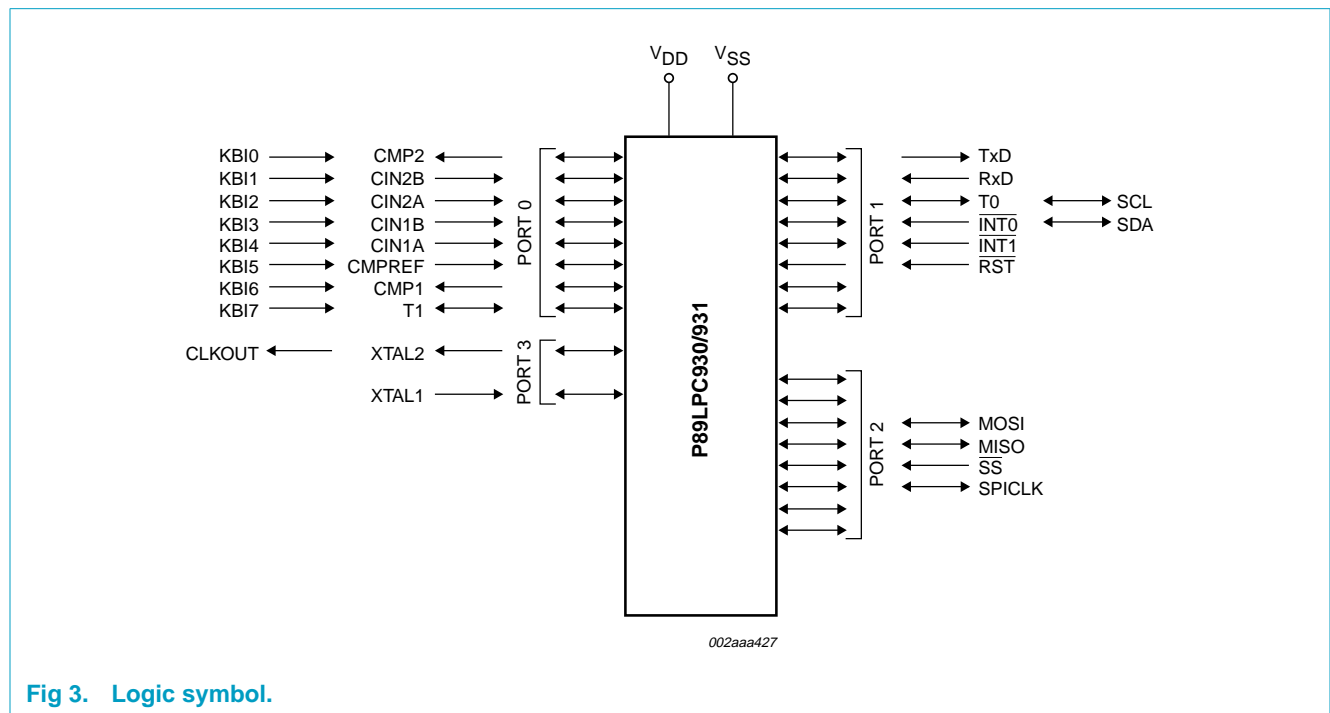 VDD VSS
KBI0 CMP2 TxD
KBI1 CIN2B RxD
KBI2 CIN2A T0 SCL
KBI3 CIN1B INT0 SDA
KBI4 CIN1A INT1
KBI5 CMPREF RST
KBI6 CMP1
KBI7 T1
PORT 0
PORT 1
CLKOUT XTAL2
XTAL1
PORT 3
P89LPC930/931
PORT 2
MOSI
MISO
SS
SPICLK
002aaa427
Fig 3. Logic symbol.